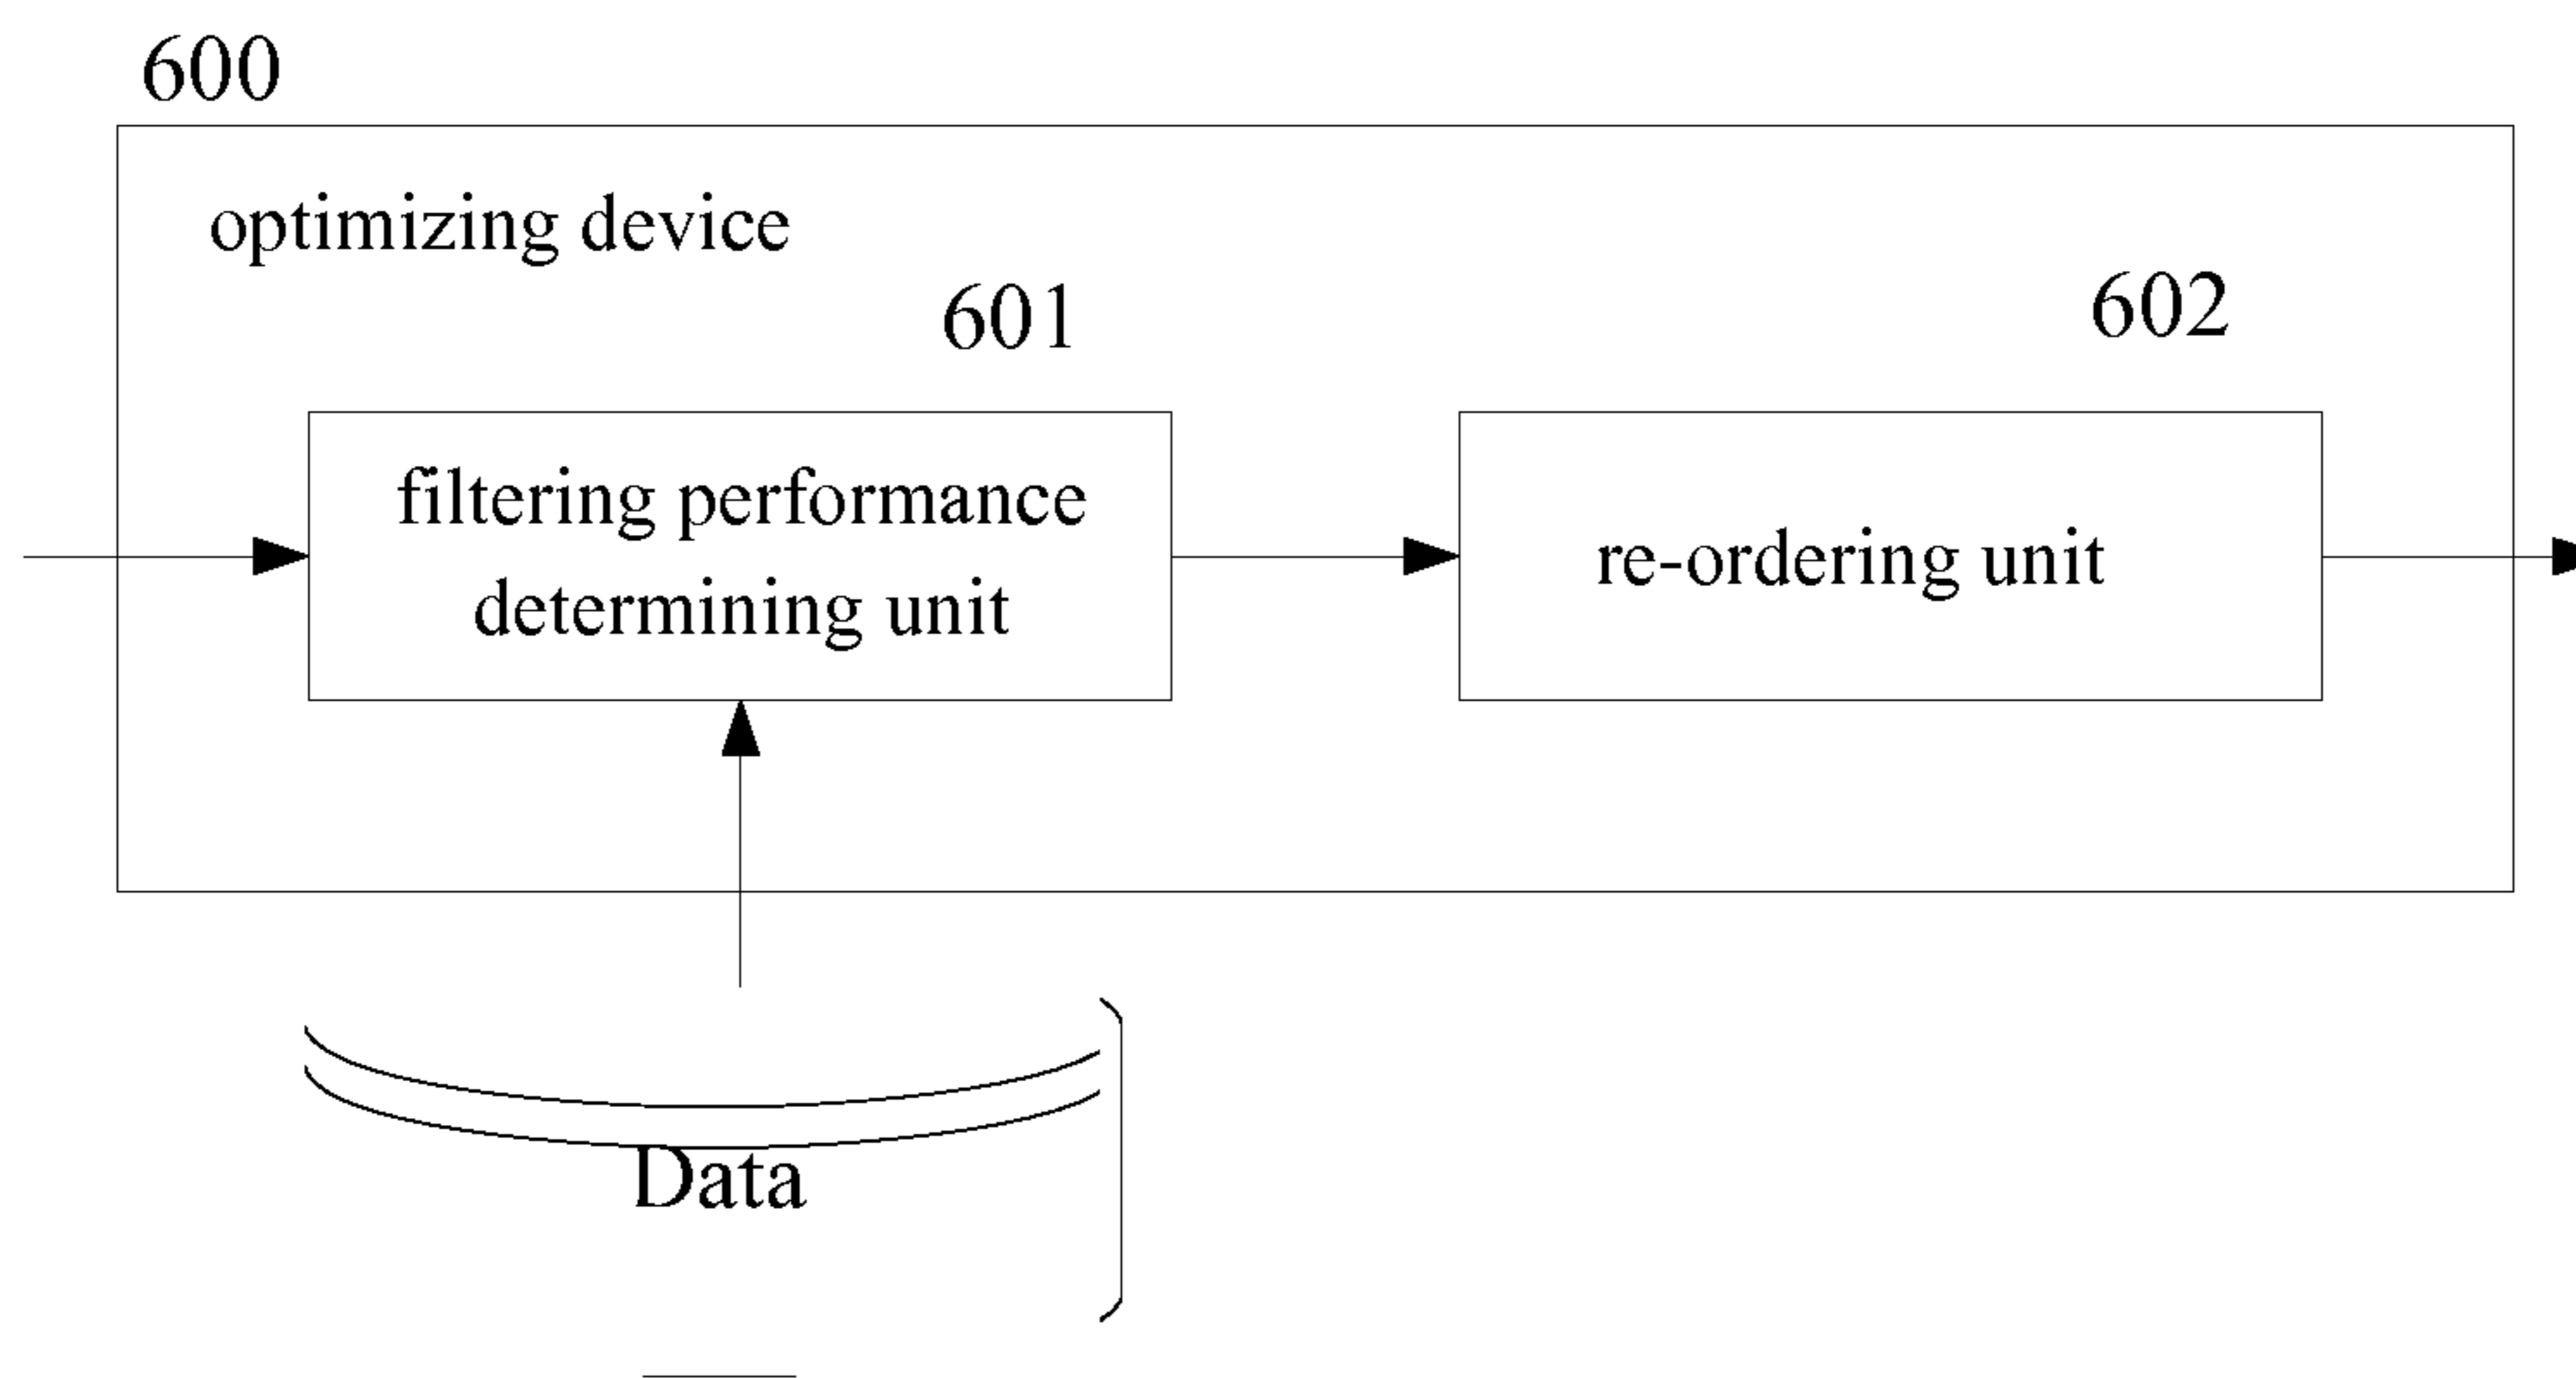 600
optimizing device
601
602
filtering performance
determining unit
re-ordering unit
Data